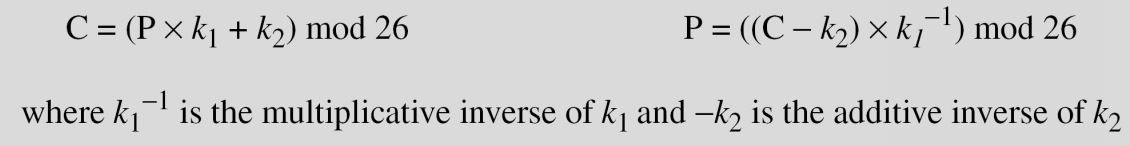 C = (P × k₁ + k₂) mod 26 P = ((C – k₂) × k₁⁻¹) mod 26
where k₁⁻¹ is the multiplicative inverse of k₁ and –k₂ is the additive inverse of k₂